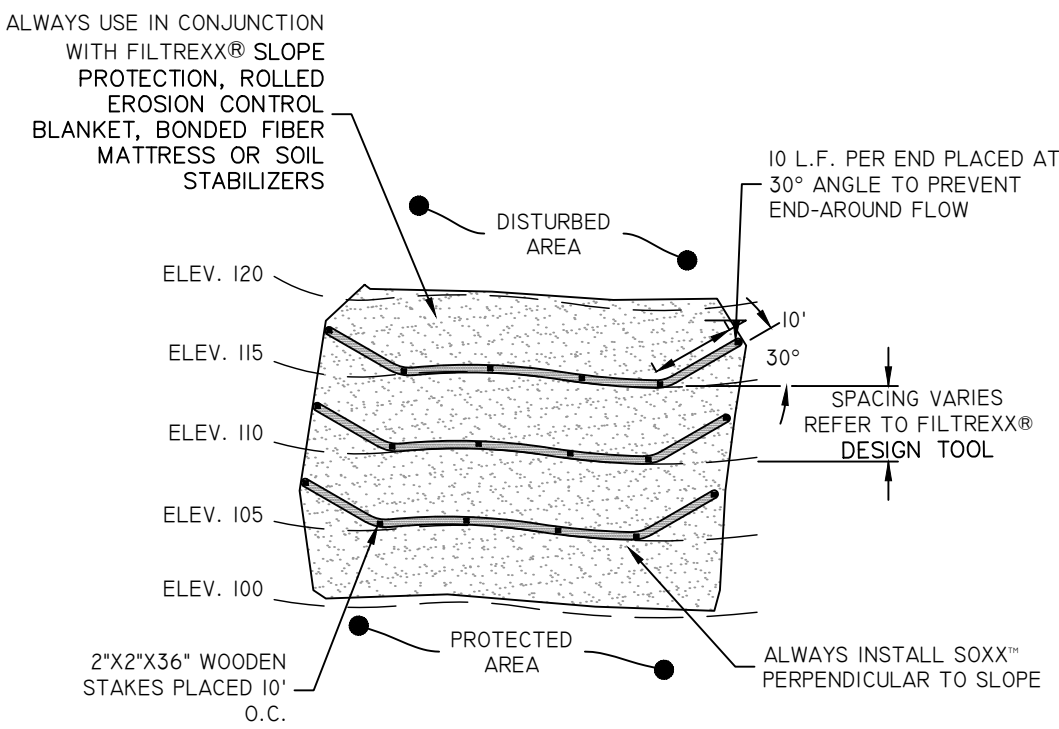 ALWAYS USE IN CONJUNCTION
WITH FILTREXX® SLOPE
PROTECTION, ROLLED
EROSION CONTROL
BLANKET, BONDED FIBER
MATTRESS OR SOIL
STABILIZERS
10 L.F. PER END PLACED AT
30° ANGLE TO PREVENT
END-AROUND FLOW
DISTURBED
AREA
ELEV. 120
10'
ELEV. 115
30°
SPACING VARIES
REFER TO FILTREXX®
DESIGN TOOL
ELEV. 110
ELEV. 105
ELEV. 100
PROTECTED
AREA
2"X2"X36" WOODEN
STAKES PLACED 10'
O.C.
ALWAYS INSTALL SOXX™
PERPENDICULAR TO SLOPE